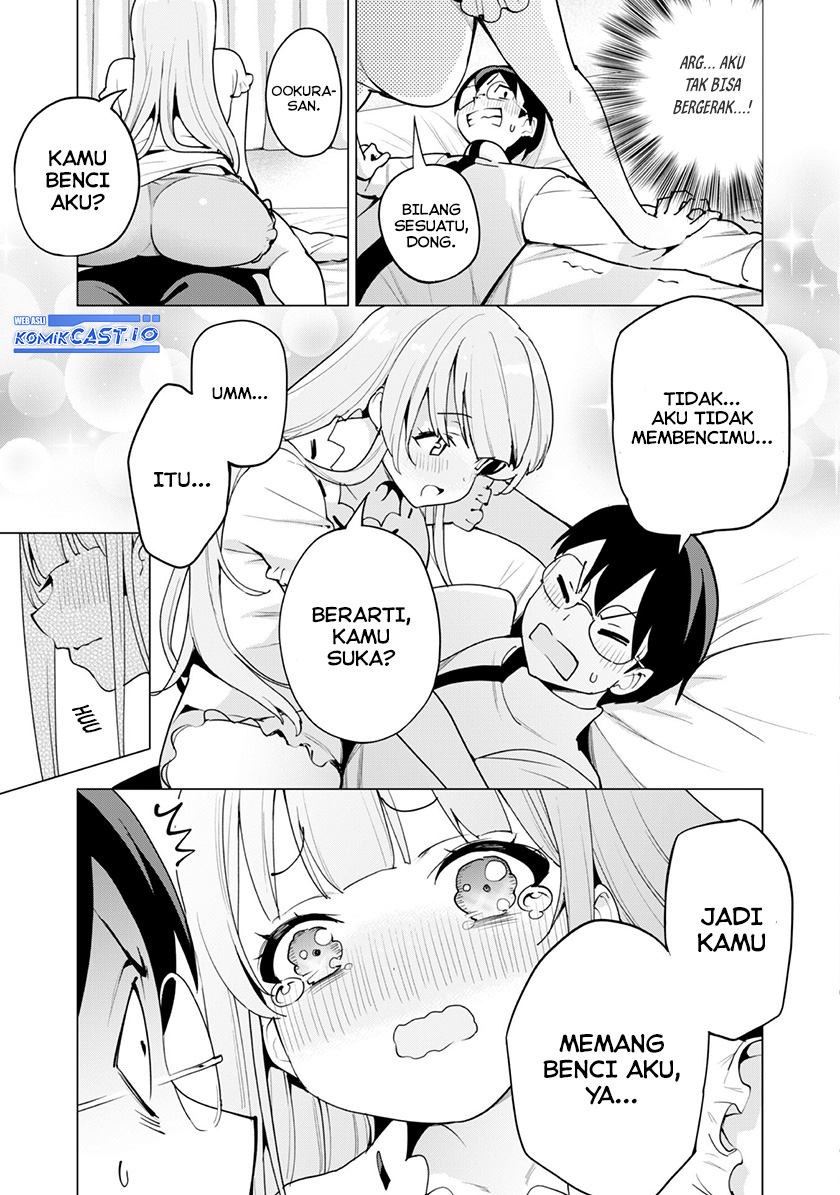 ARG... AKU
TAK BISA
BERGERAK...!
BILANG
SESUATU,
DONG.
OOKURA-
SAN.
KAMU
BENCI
AKU?
WEB ASLI
KOMIKCAST.IO
TIDAK...
AKU TIDAK
MEMBENCIMU...
BERARTI,
KAMU
SUKA?
UMM...
ITU...
HUU
JADI
KAMU
MEMANG
BENCI AKU,
YA...